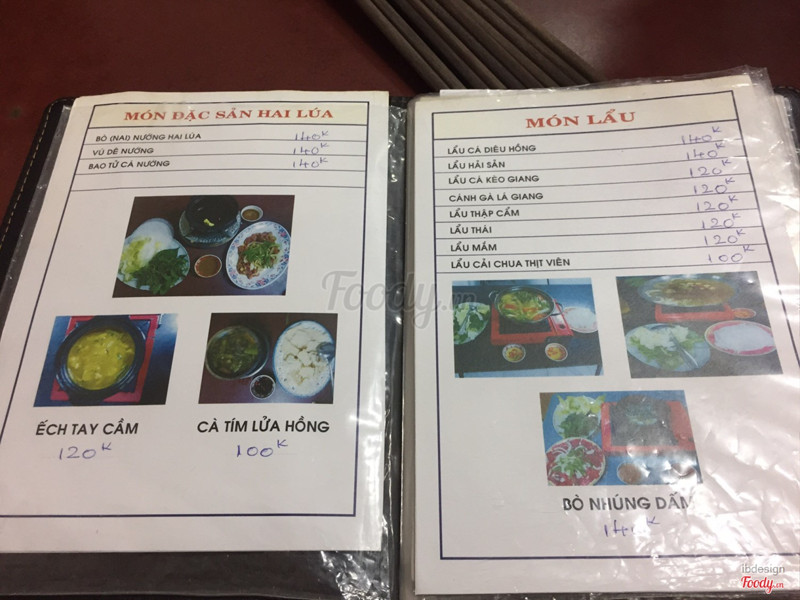 MÓN ĐẶC SẢN HAI LÚA
BÒ (NAI) NƯỚNG HAI LÚA 140K
VÚ DÊ NƯỚNG 140K
BAO TỬ CÁ NƯỚNG 140K
ẾCH TAY CẦM
120K
CÀ TÍM LỬA HỒNG
100K
MÓN LẨU
LẨU CÁ DIÊU HỒNG 140K
LẨU HẢI SẢN 140K
LẨU CÁ KÈO GIANG 120K
CÁNH GÀ LÁ GIANG 120K
LẨU THẬP CẨM 120K
LẨU THÁI 120K
LẨU MẮM 120K
LẨU CẢI CHUA THỊT VIÊN 100K
BÒ NHÚNG DẤM
140K
Foody.vn
ibdesign
Foody.vn